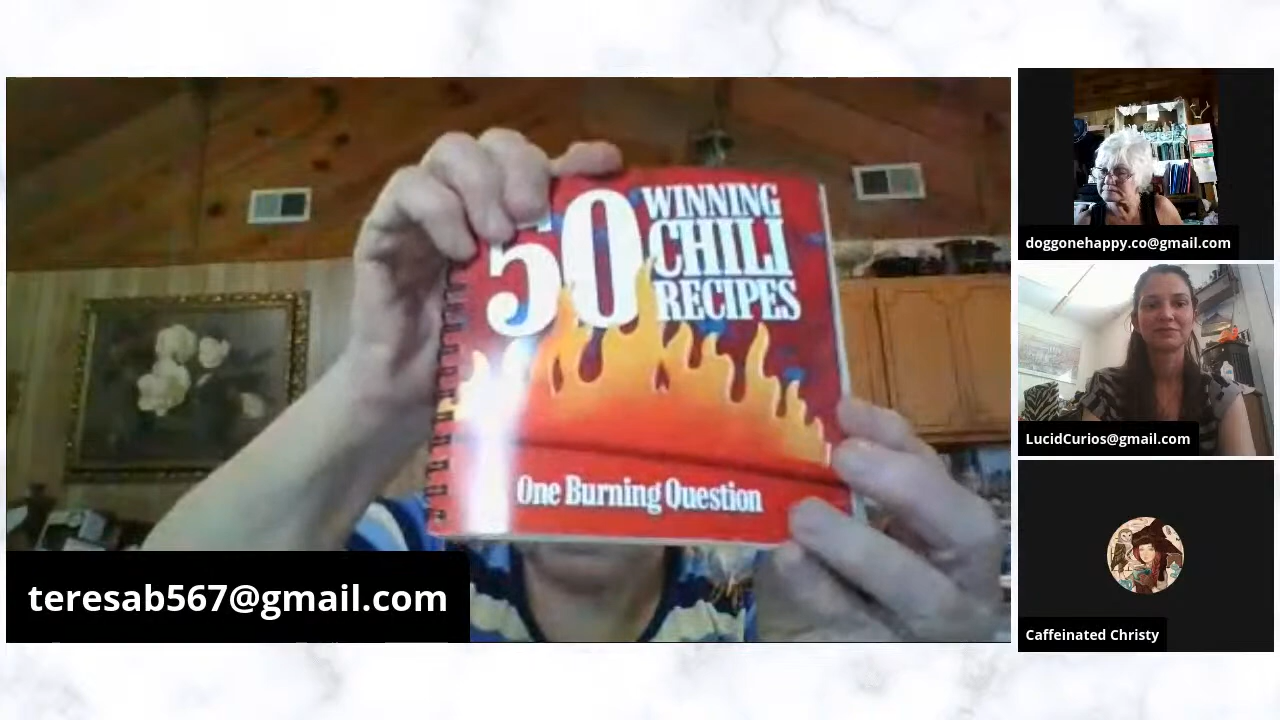 50 WINNING
CHILI
RECIPES
One Burning Question
teresab567@gmail.com
doggonehappy.co@gmail.com
LucidCurios@gmail.com
Caffeinated Christy